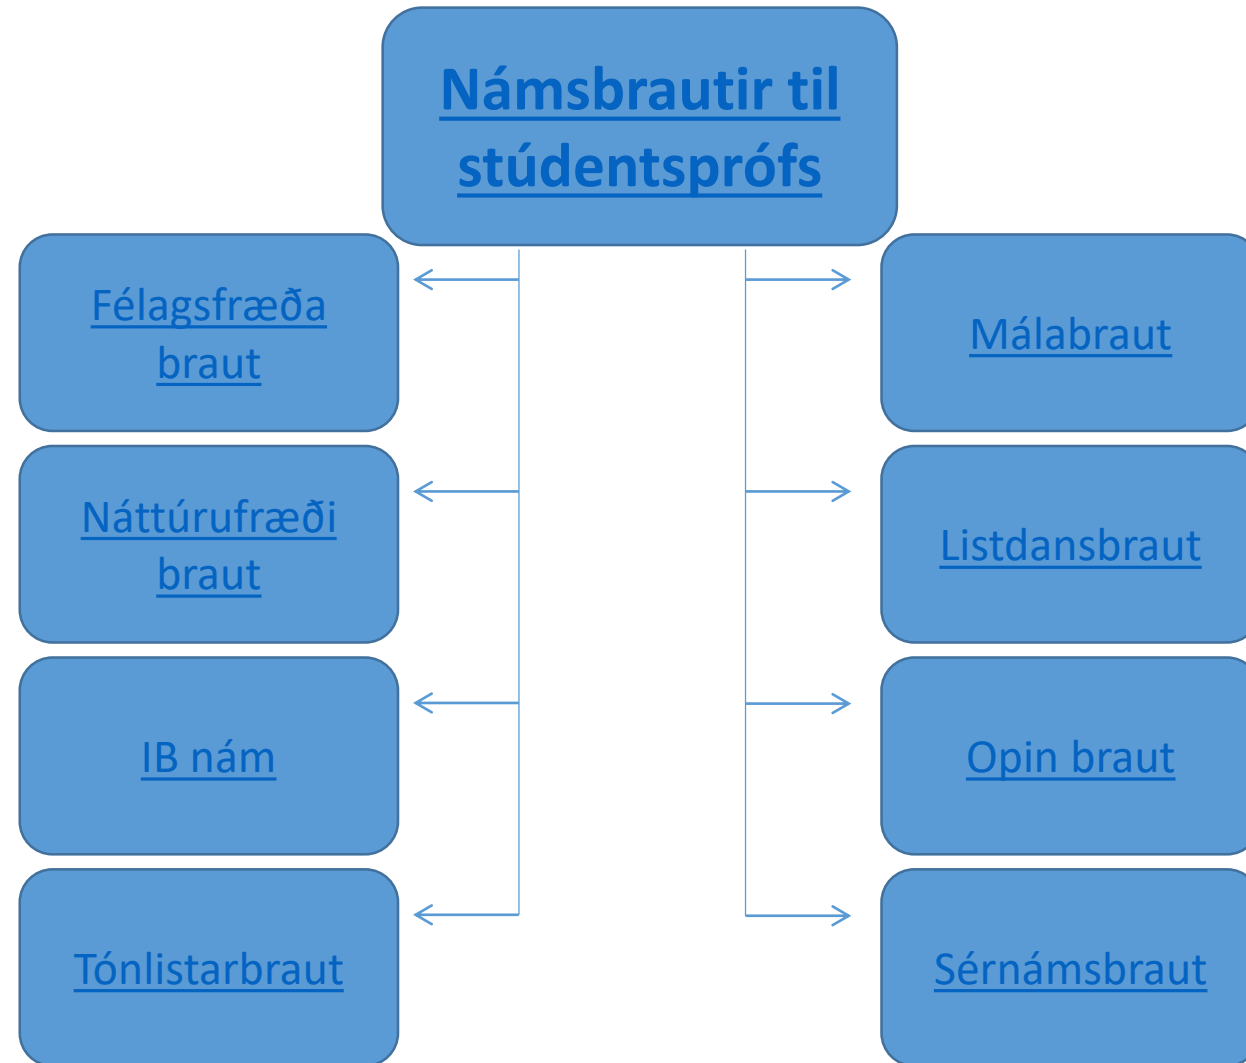 Námsbrautir til
stúdentsprófs
Félagsfræða
braut
Málabraut
Náttúrufræði
braut
Listdansbraut
IB nám
Opin braut
Tónlistarbraut
Sérnámsbraut